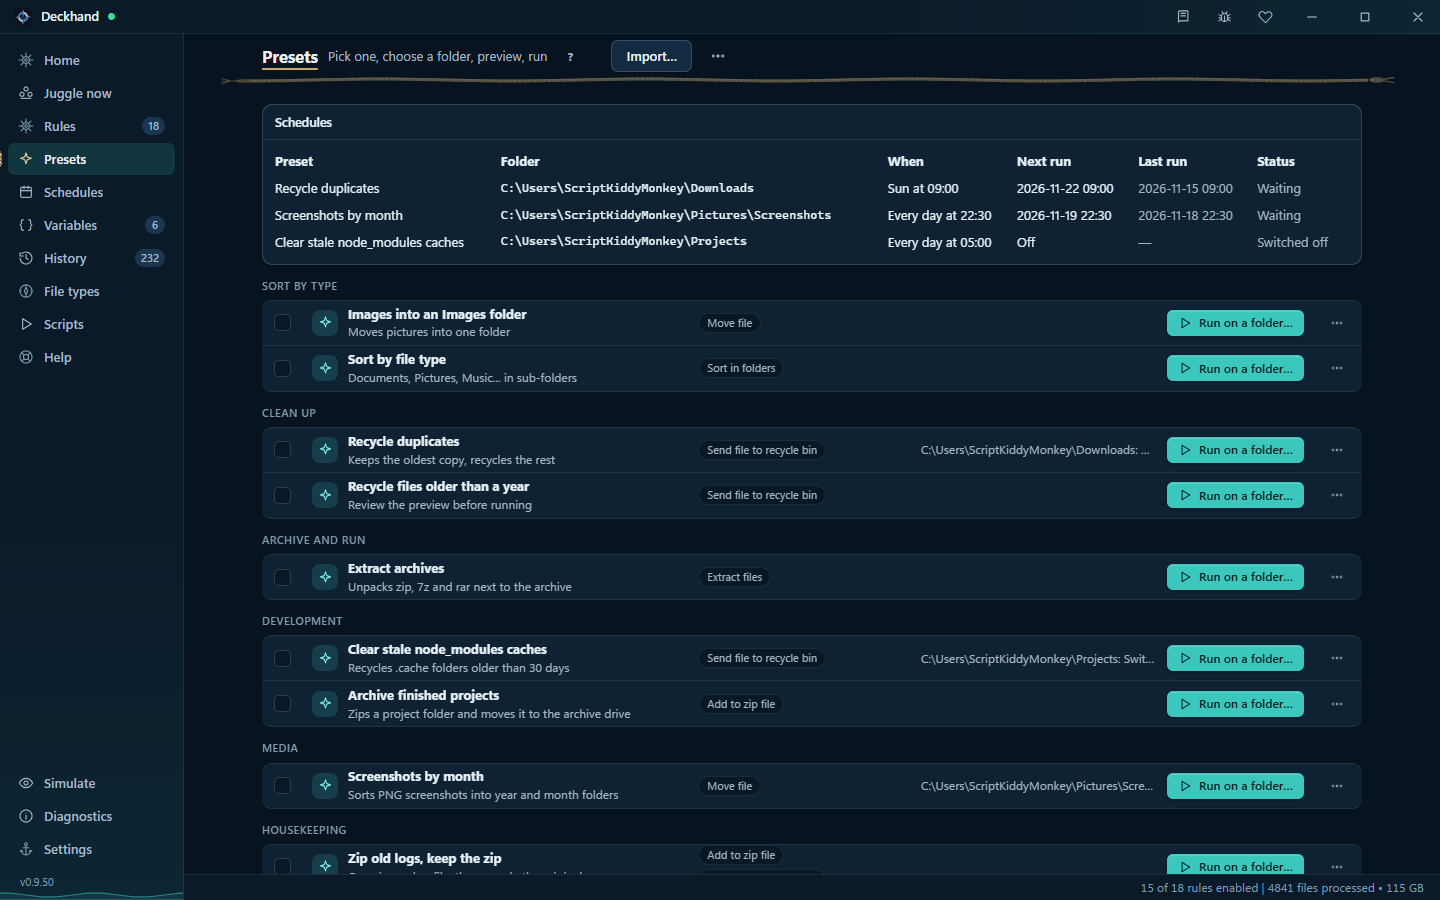 Deckhand
Home
Juggle now
Rules 18
Presets
Schedules
Variables 6
History 232
File types
Scripts
Help
Simulate
Diagnostics
Settings
v0.9.50
Presets Pick one, choose a folder, preview, run ? Import... ···
Schedules
Preset Folder When Next run Last run Status
Recycle duplicates C:\Users\ScriptKiddyMonkey\Downloads Sun at 09:00 2026-11-22 09:00 2026-11-15 09:00 Waiting
Screenshots by month C:\Users\ScriptKiddyMonkey\Pictures\Screenshots Every day at 22:30 2026-11-19 22:30 2026-11-18 22:30 Waiting
Clear stale node_modules caches C:\Users\ScriptKiddyMonkey\Projects Every day at 05:00 Off — Switched off
SORT BY TYPE
Images into an Images folder
Moves pictures into one folder
Move file
Run on a folder...
Sort by file type
Documents, Pictures, Music... in sub-folders
Sort in folders
Run on a folder...
CLEAN UP
Recycle duplicates
Keeps the oldest copy, recycles the rest
Send file to recycle bin
C:\Users\ScriptKiddyMonkey\Downloads: ...
Run on a folder...
Recycle files older than a year
Review the preview before running
Send file to recycle bin
Run on a folder...
ARCHIVE AND RUN
Extract archives
Unpacks zip, 7z and rar next to the archive
Extract files
Run on a folder...
DEVELOPMENT
Clear stale node_modules caches
Recycles .cache folders older than 30 days
Send file to recycle bin
C:\Users\ScriptKiddyMonkey\Projects: Swit...
Run on a folder...
Archive finished projects
Zips a project folder and moves it to the archive drive
Add to zip file
Run on a folder...
MEDIA
Screenshots by month
Sorts PNG screenshots into year and month folders
Move file
C:\Users\ScriptKiddyMonkey\Pictures\Scre...
Run on a folder...
HOUSEKEEPING
Zip old logs, keep the zip
Add to zip file
Run on a folder...
15 of 18 rules enabled | 4841 files processed • 115 GB